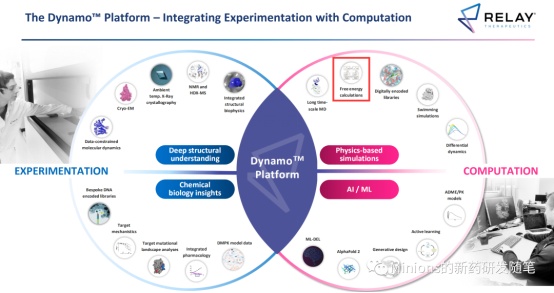 The Dynamo™ Platform – Integrating Experimentation with Computation
RELAY
THERAPEUTICS
Ambient
temp. X-Ray
crystallography
NMR and
HDX-MS
Integrated
structural
biophysics
Cryo-EM
Data-constrained
molecular dynamics
Long time-
scale MD
Free energy
calculations
Digitally encoded
libraries
Swimming
simulations
Differential
dynamics
Deep structural
understanding
Physics-based
simulations
EXPERIMENTATION
Dynamo™
Platform
COMPUTATION
Chemical
biology insights
AI / ML
Bespoke DNA
encoded libraries
Target
mechanistics
Target mutational
landscape analyses
Integrated
pharmacology
DMPK model data
ML-DEL
AlphaFold 2
Generative design
Active learning
ADME/PK
models
Minions的新药研发随笔